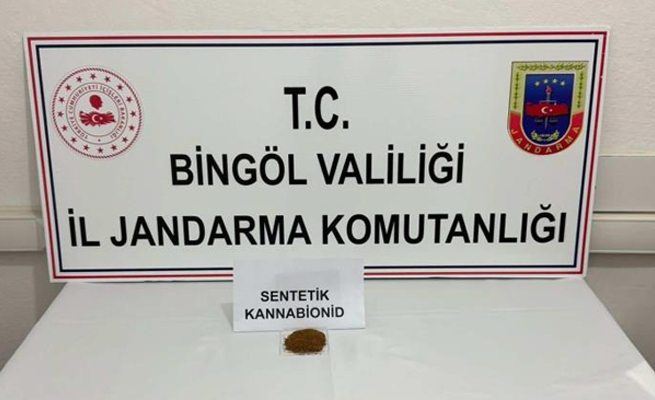 T.C.
BİNGÖL VALİLİĞİ
İL JANDARMA KOMUTANLIĞI
JANDARMA
SENTETİK
KANNABİONİD